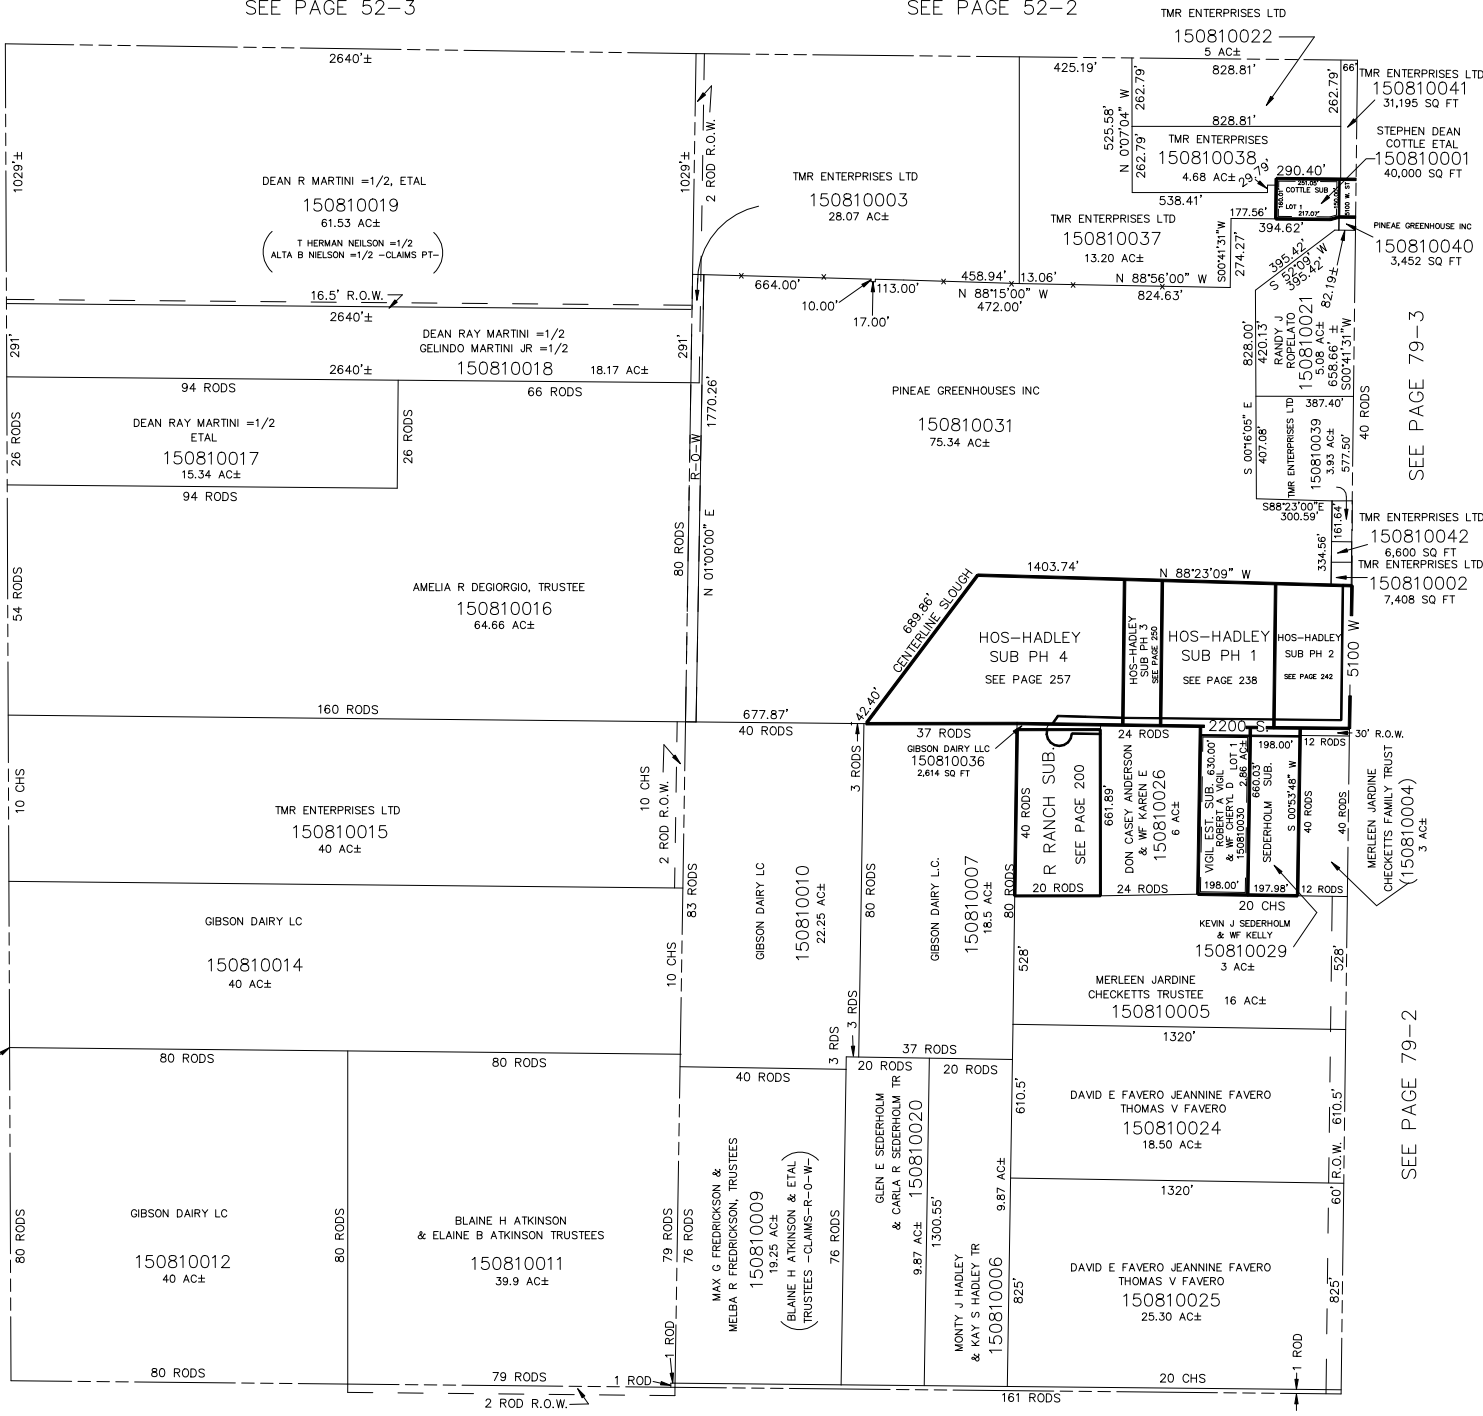 SEE PAGE 52-3
SEE PAGE 52-2
TMR ENTERPRISES LTD
150810022
5 AC±
2640'±
425.19'
828.81'
66'
262.79'
262.79'
TMR ENTERPRISES LTD
150810041
31,195 SQ FT
2 ROD R.O.W.
525.58'
N 0°07'04" W
828.81'
262.79'
TMR ENTERPRISES
150810038
4.68 AC±
29.79'
290.40'
STEPHEN DEAN
COTTLE ETAL
150810001
40,000 SQ FT
1029'±
1029'±
DEAN R MARTINI =1/2, ETAL
150810019
61.53 AC±
T HERMAN NEILSON =1/2
ALTA B NIELSON =1/2 -CLAIMS PT-
TMR ENTERPRISES LTD
150810003
28.07 AC±
538.41'
251.05'
COTTLE SUB
LOT 1
217.07'
160.01'
5100 W. ST
177.56'
394.62'
PINEAE GREENHOUSE INC
150810040
3,452 SQ FT
TMR ENTERPRISES LTD
150810037
13.20 AC±
S00°41'31"W
274.27'
395.42'
S 52°09' W
395.42'
82.19±
664.00'
10.00'
113.00'
17.00'
458.94'
13.06'
N 88°15'00" W
472.00'
N 88°56'00" W
824.63'
16.5' R.O.W.
2640'±
291'
DEAN RAY MARTINI =1/2
GELINDO MARTINI JR =1/2
150810018
18.17 AC±
291'
2640'±
828.00'
420.13'
RANDY J
ROPELATO
150810021
5.08 AC±
658.66' ±
S00°41'31"W
SEE PAGE 79-3
94 RODS
66 RODS
26 RODS
DEAN RAY MARTINI =1/2
ETAL
150810017
15.34 AC±
26 RODS
94 RODS
1770.26'
R-O-W
PINEAE GREENHOUSES INC
150810031
75.34 AC±
387.40'
40 RODS
S 00°16'05" E
407.08'
TMR ENTERPRISES LTD
150810039
3.93 AC±
577.50'
S88°23'00"E
300.59'
161.64'
334.56'
TMR ENTERPRISES LTD
150810042
6,600 SQ FT
TMR ENTERPRISES LTD
150810002
7,408 SQ FT
54 RODS
80 RODS
N 01°00'00" E
AMELIA R DEGIORGIO, TRUSTEE
150810016
64.66 AC±
1403.74'
N 88°23'09" W
689.86'
CENTERLINE SLOUGH
42.40'
HOS-HADLEY
SUB PH 4
SEE PAGE 257
HOS-HADLEY
SUB PH 3
SEE PAGE 250
HOS-HADLEY
SUB PH 1
SEE PAGE 238
HOS-HADLEY
SUB PH 2
SEE PAGE 242
5100 W
160 RODS
677.87'
40 RODS
37 RODS
24 RODS
2200 S.
198.00'
12 RODS
30' R.O.W.
GIBSON DAIRY LLC
150810036
2,614 SQ FT
3 RODS
10 CHS
TMR ENTERPRISES LTD
150810015
40 AC±
10 CHS
2 ROD R.O.W.
40 RODS
R RANCH SUB.
SEE PAGE 200
20 RODS
661.89'
DON CASEY ANDERSON
& WF KAREN E
150810026
6 AC±
24 RODS
VIGIL EST. SUB.
630.00'
ROBERT A VIGIL
& WF CHERYL D
150810030
LOT 1
2.86 AC±
198.00'
660.03'
SEDERHOLM SUB.
S 00°53'48" W
197.98'
40 RODS
40 RODS
12 RODS
MERLEEN JARDINE
CHECKETTS FAMILY TRUST
(150810004)
3 AC±
83 RODS
GIBSON DAIRY LC
150810010
22.25 AC±
80 RODS
GIBSON DAIRY L.C.
150810007
18.5 AC±
80 RODS
20 CHS
GIBSON DAIRY LC
150810014
40 AC±
10 CHS
KEVIN J SEDERHOLM
& WF KELLY
150810029
3 AC±
528'
MERLEEN JARDINE
CHECKETTS TRUSTEE
150810005
16 AC±
528'
SEE PAGE 79-2
80 RODS
80 RODS
3 RDS
3 RDS
40 RODS
37 RODS
20 RODS
20 RODS
1320'
80 RODS
GIBSON DAIRY LC
150810012
40 AC±
80 RODS
BLAINE H ATKINSON
& ELAINE B ATKINSON TRUSTEES
150810011
39.9 AC±
79 RODS
76 RODS
MAX G FREDRICKSON &
MELBA R FREDRICKSON, TRUSTEES
150810009
19.25 AC±
BLAINE H ATKINSON & ETAL
TRUSTEES -CLAIMS-R-O-W-
76 RODS
GLEN E SEDERHOLM
& CARLA R SEDERHOLM TR
150810020
9.87 AC±
1300.55'
MONTY J HADLEY
& KAY S HADLEY TR
150810006
9.87 AC±
610.5'
DAVID E FAVERO JEANNINE FAVERO
THOMAS V FAVERO
150810024
18.50 AC±
610.5'
60' R.O.W.
1320'
825'
DAVID E FAVERO JEANNINE FAVERO
THOMAS V FAVERO
150810025
25.30 AC±
825'
80 RODS
79 RODS
1 ROD
1 ROD
2 ROD R.O.W.
20 CHS
1 ROD
161 RODS